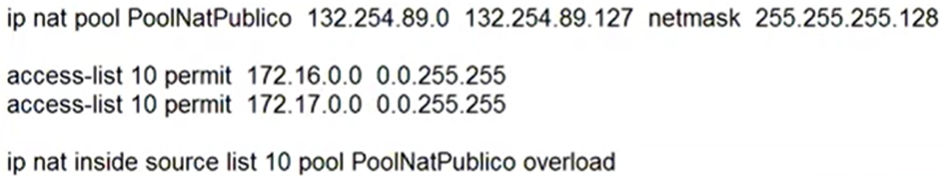 ip nat pool PoolNatPublico 132.254.89.0 132.254.89.127 netmask 255.255.255.128
access-list 10 permit 172.16.0.0 0.0.255.255
access-list 10 permit 172.17.0.0 0.0.255.255
ip nat inside source list 10 pool PoolNatPublico overload